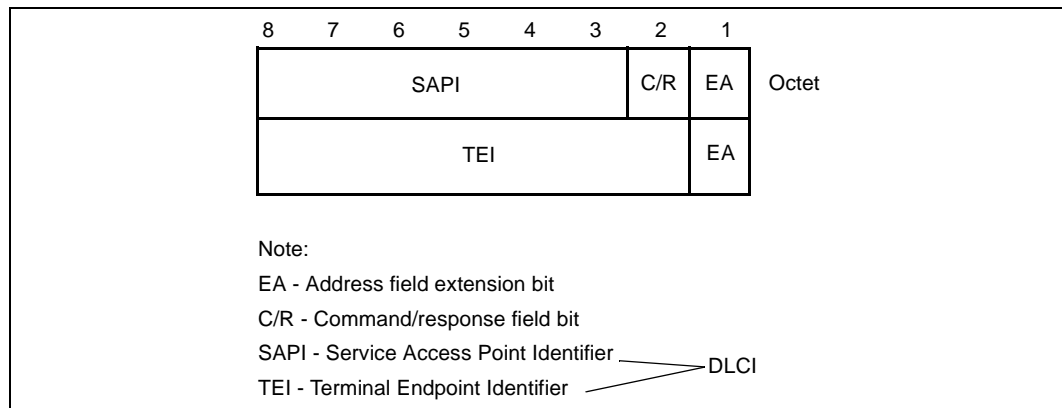 8 7 6 5 4 3 2 1
SAPI C/R EA Octet
TEI EA
Note:
EA - Address field extension bit
C/R - Command/response field bit
SAPI - Service Access Point Identifier
DLCI
TEI - Terminal Endpoint Identifier